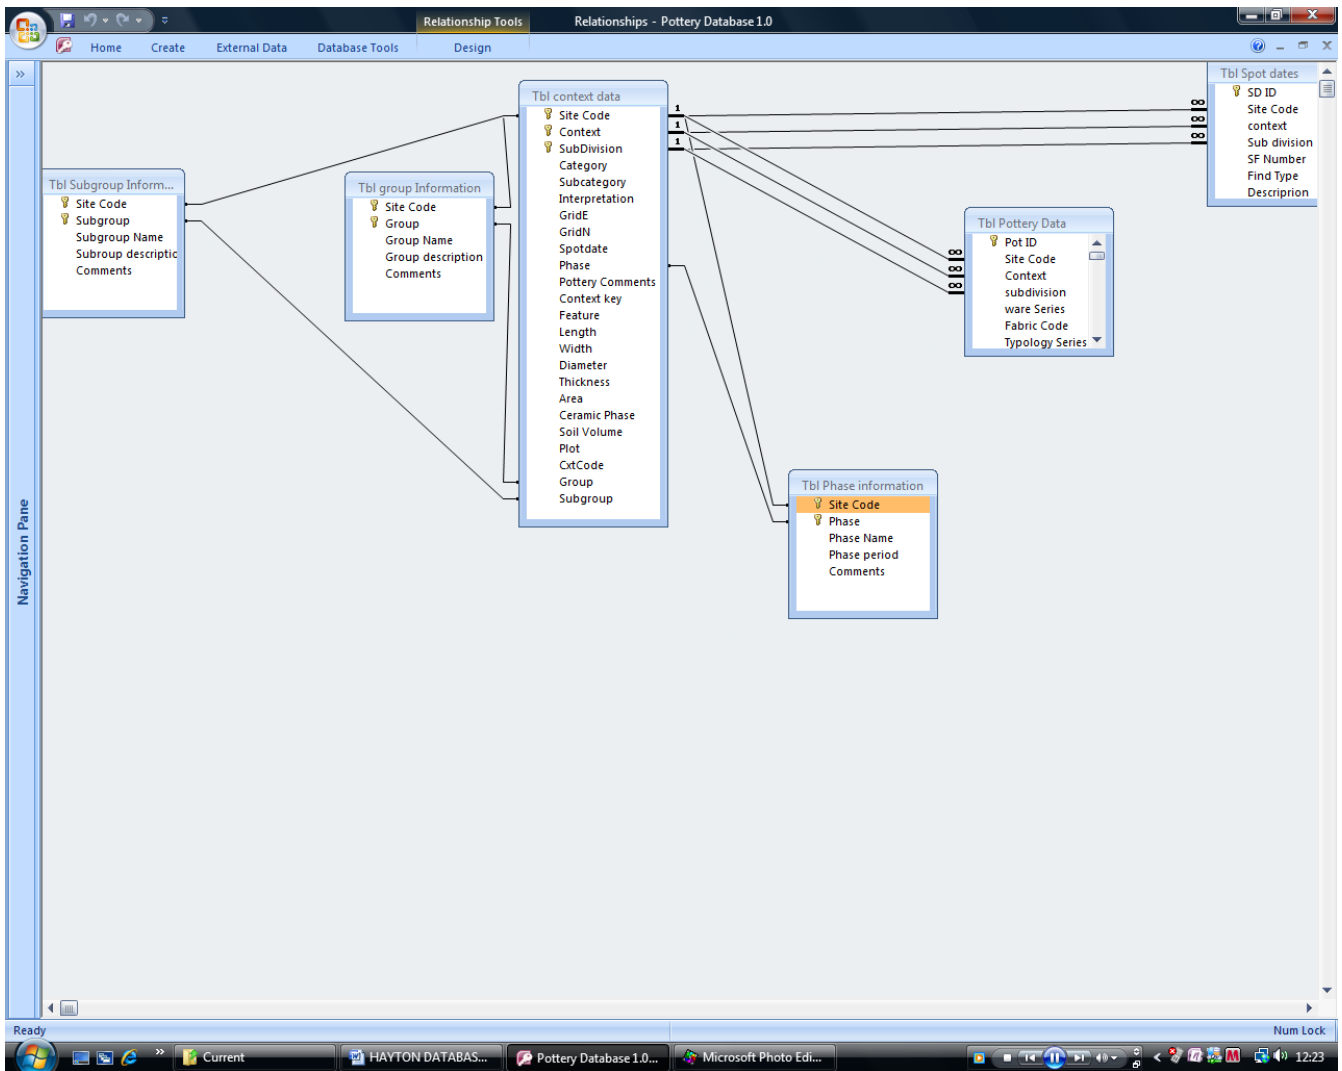 Relationship Tools
Relationships - Pottery Database 1.0
Home
Create
External Data
Database Tools
Design
Navigation Pane
Tbl Subgroup Inform...
Site Code
Subgroup
Subgroup Name
Subroup descriptic
Comments
Tbl group Information
Site Code
Group
Group Name
Group description
Comments
Tbl context data
Site Code
Context
SubDivision
Category
Subcategory
Interpretation
GridE
GridN
Spotdate
Phase
Pottery Comments
Context key
Feature
Length
Width
Diameter
Thickness
Area
Ceramic Phase
Soil Volume
Plot
CxtCode
Group
Subgroup
1
1
1
∞
∞
∞
Tbl Spot dates
SD ID
Site Code
context
Sub division
SF Number
Find Type
Descriprion
∞
∞
∞
Tbl Pottery Data
Pot ID
Site Code
Context
subdivision
ware Series
Fabric Code
Typology Series
Tbl Phase information
Site Code
Phase
Phase Name
Phase period
Comments
Ready
Num Lock
Current
HAYTON DATABAS...
Pottery Database 1.0...
Microsoft Photo Edi...
12:23